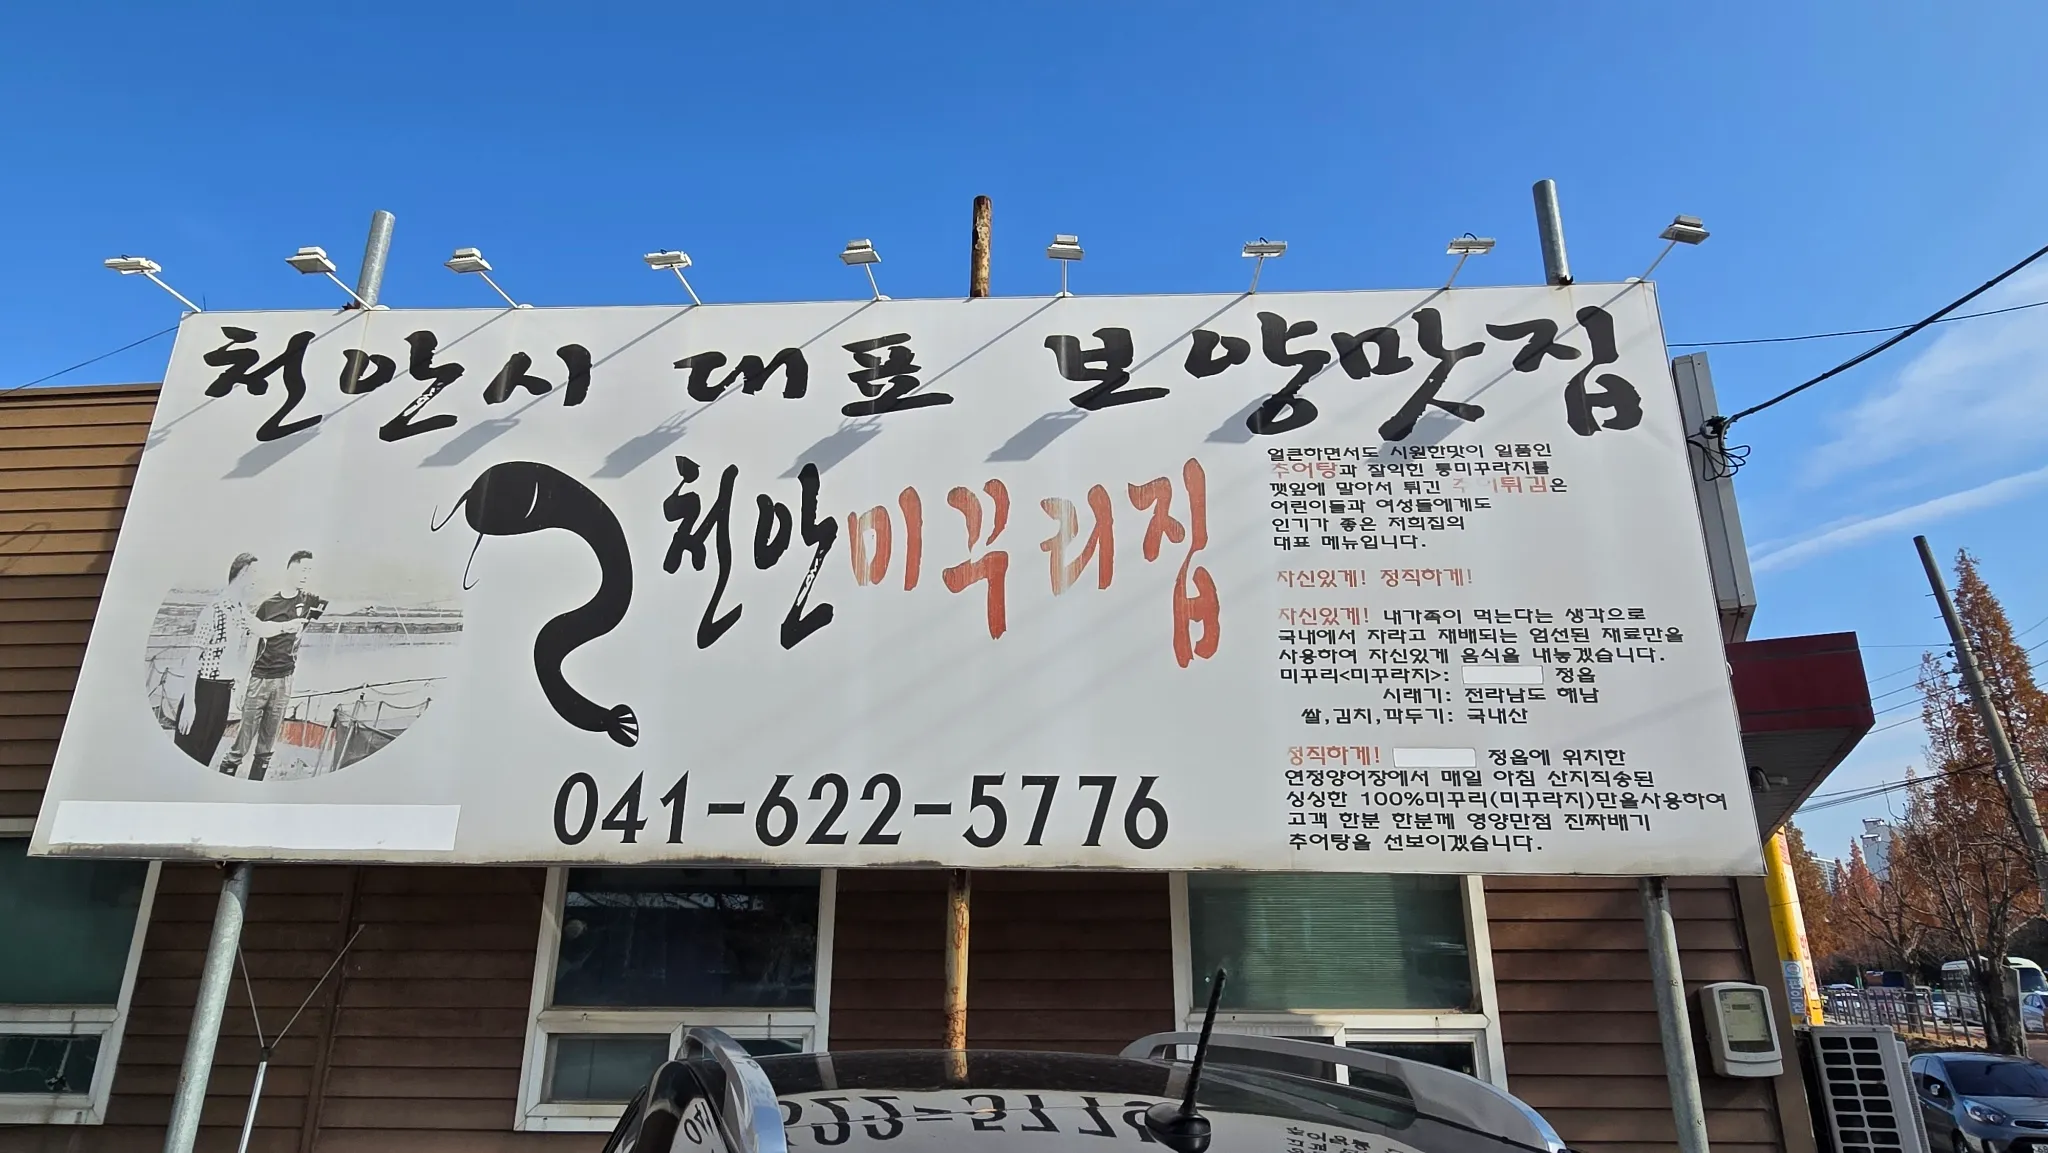 천안시 대표 보양맛집
천안미꾸리집
041-622-5776
얼큰하면서도 시원한맛이 일품인
추어탕과 잘익힌 통미꾸라지를
깻잎에 말아서 튀긴 추어튀김은
어린이들과 여성들에게도
인기가 좋은 저희집의
대표 메뉴입니다.
자신있게! 정직하게!
자신있게! 내가족이 먹는다는 생각으로
국내에서 자라고 재배되는 엄선된 재료만을
사용하여 자신있게 음식을 내놓겠습니다.
미꾸리<미꾸라지>: 정읍
시래기: 전라남도 해남
쌀,김치,깍두기: 국내산
정직하게! 정읍에 위치한
연정양어장에서 매일 아침 산지직송된
싱싱한 100%미꾸리(미꾸라지)만을사용하여
고객 한분 한분께 영양만점 진짜배기
추어탕을 선보이겠습니다.